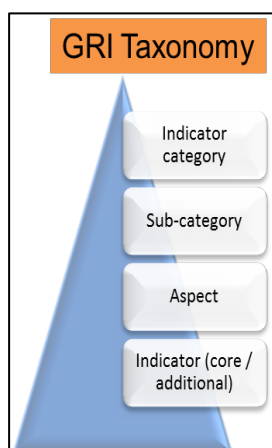 GRI Taxonomy
Indicator
category
Sub-category
Aspect
Indicator (core /
additional)